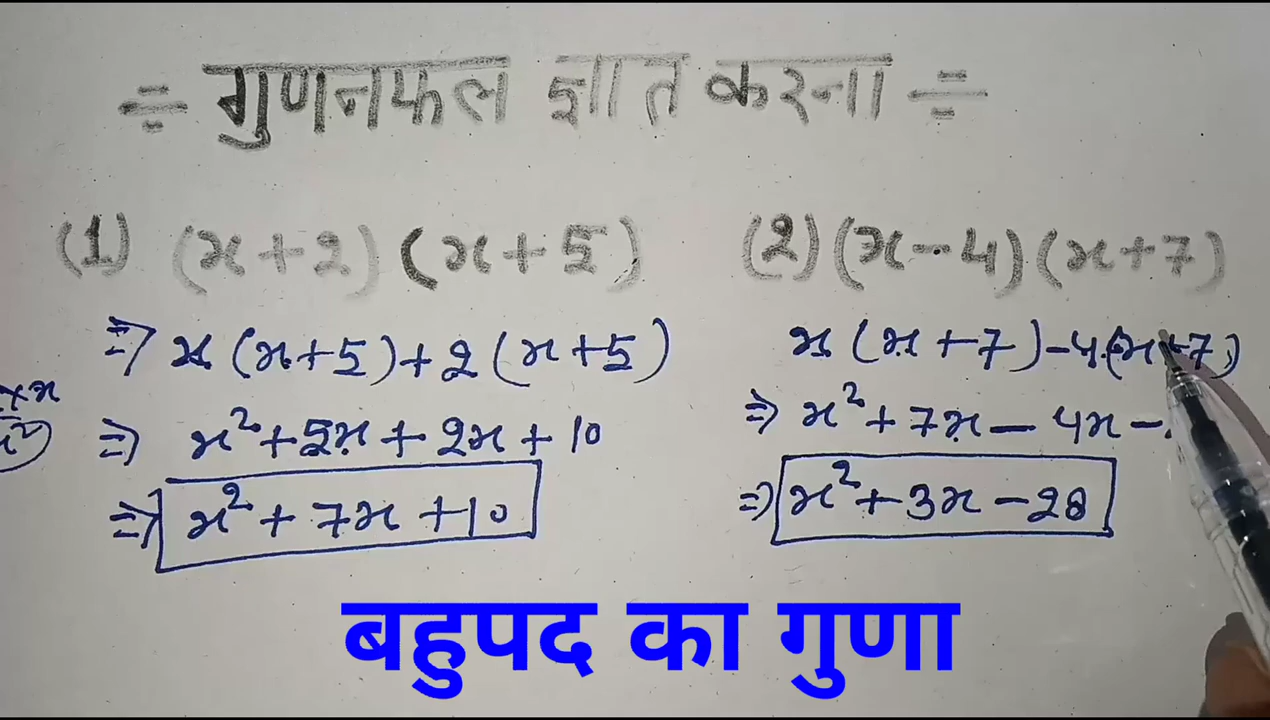 ÷ गुणनफल ज्ञात करना ÷
(1) (x+2) (x+5)
⇒ x (x+5) + 2 (x+5)
⇒ x² + 5x + 2x + 10
⇒ x² + 7x + 10
(2) (x-4) (x+7)
x (x+7) - 4 (x+7)
⇒ x² + 7x - 4x -
⇒ x² + 3x - 28
×x
x²
बहुपद का गुणा